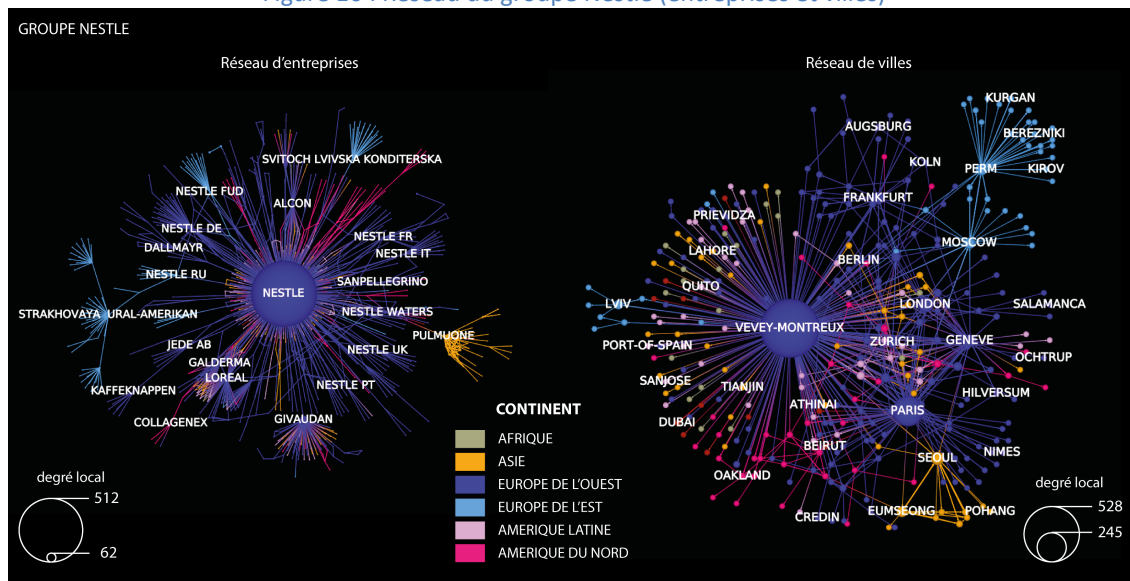 GROUPE NESTLE
Réseau d'entreprises
SVITOCH LVIVSKA KONDITERSKA
NESTLE FUD
ALCON
NESTLE DE
NESTLE FR
DALLMAYR
NESTLE IT
NESTLE RU
SANPELLEGRINO
NESTLE
STRAKHOVAYA URAL-AMERIKAN
NESTLE WATERS
PULMUONE
JEDE AB
NESTLE UK
GALDERMA
LOREAL
NESTLE PT
KAFFEKNAPPEN
COLLAGENEX
GIVAUDAN
degré local
512
62
CONTINENT
AFRIQUE
ASIE
EUROPE DE L'OUEST
EUROPE DE L'EST
AMERIQUE LATINE
AMERIQUE DU NORD
Réseau de villes
KURGAN
AUGSBURG
BEREZNIKI
KOLN
PERM
KIROV
FRANKFURT
PRIEVIDZA
MOSCOW
LAHORE
BERLIN
QUITO
LVIV
LONDON
SALAMANCA
VEVEY-MONTREUX
PORT-OF-SPAIN
ZURICH
GENEVE
OCHTRUP
SANJOSE
TIANJIN
HILVERSUM
ATHINAI
PARIS
DUBAI
BEIRUT
NIMES
SEOUL
OAKLAND
CREDIN
EUMSEONG
POHANG
degré local
528
245